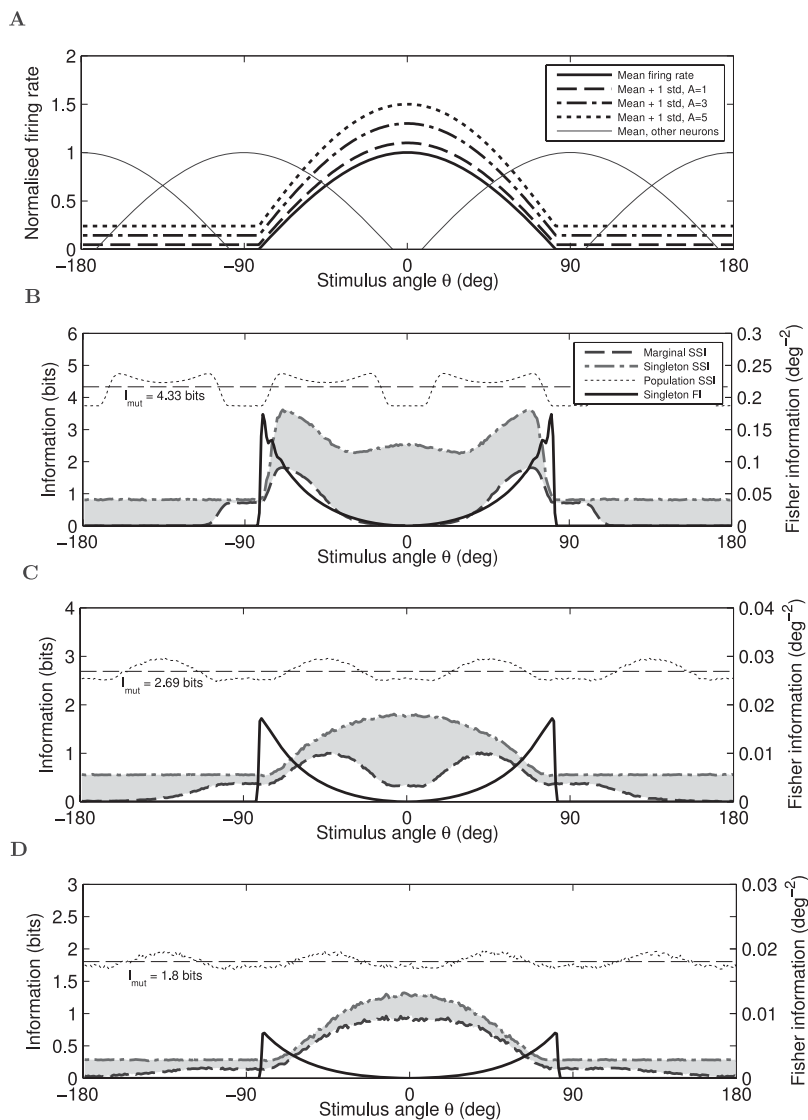 A
Normalised firing rate
2
1.5
1
0.5
0
Mean firing rate
Mean + 1 std, A=1
Mean + 1 std, A=3
Mean + 1 std, A=5
Mean, other neurons
−180 −90 0 90 180
Stimulus angle θ (deg)
B
Information (bits)
6
5
4
3
2
1
0
Marginal SSI
Singleton SSI
Population SSI
Singleton FI
Imut = 4.33 bits
0.3
0.25
0.2
0.15
0.1
0.05
0
Fisher information (deg−2)
−180 −90 0 90 180
Stimulus angle θ (deg)
C
Information (bits)
4
3
2
1
0
Imut = 2.69 bits
0.04
0.03
0.02
0.01
0
Fisher information (deg−2)
−180 −90 0 90 180
Stimulus angle θ (deg)
D
Information (bits)
3
2.5
2
1.5
1
0.5
0
Imut = 1.8 bits
0.03
0.02
0.01
0
Fisher information (deg−2)
−180 −90 0 90 180
Stimulus angle θ (deg)